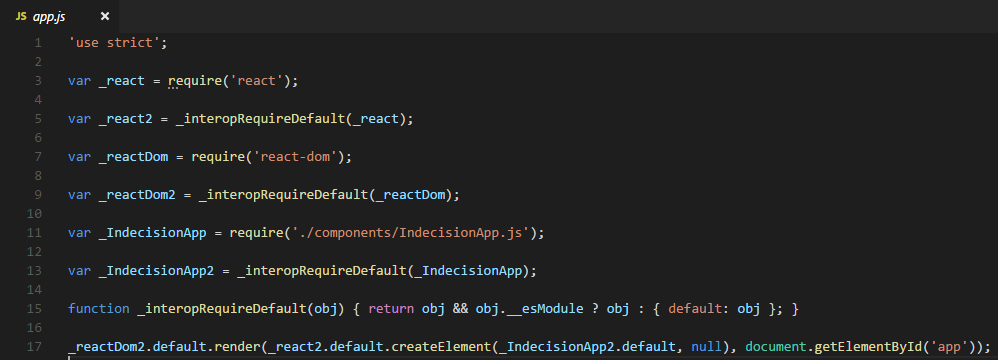 JS app.js ×
1 'use strict';
2
3 var _react = require('react');
4
5 var _react2 = _interopRequireDefault(_react);
6
7 var _reactDom = require('react-dom');
8
9 var _reactDom2 = _interopRequireDefault(_reactDom);
10
11 var _IndecisionApp = require('./components/IndecisionApp.js');
12
13 var _IndecisionApp2 = _interopRequireDefault(_IndecisionApp);
14
15 function _interopRequireDefault(obj) { return obj && obj.__esModule ? obj : { default: obj }; }
16
17 _reactDom2.default.render(_react2.default.createElement(_IndecisionApp2.default, null), document.getElementById('app'));